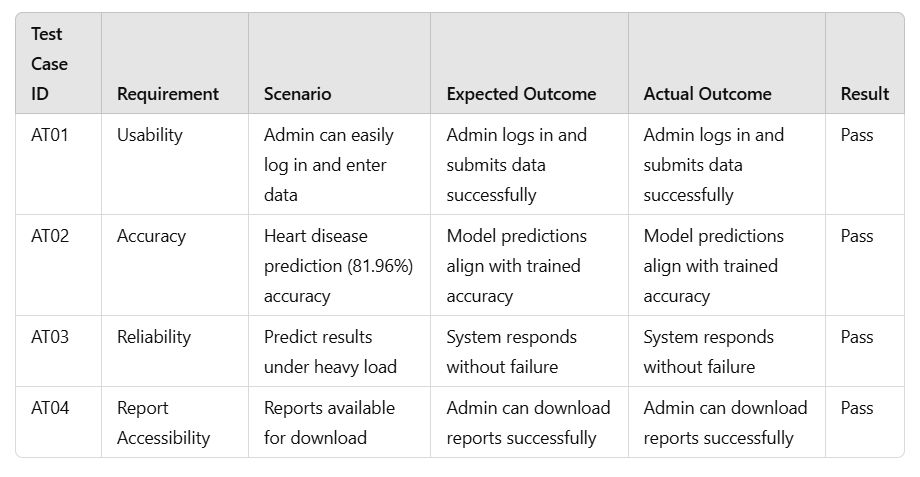 Test
Case
ID
Requirement
Scenario
Expected Outcome
Actual Outcome
Result
AT01
Usability
Admin can easily
log in and enter
data
Admin logs in and
submits data
successfully
Admin logs in and
submits data
successfully
Pass
AT02
Accuracy
Heart disease
prediction (81.96%)
accuracy
Model predictions
align with trained
accuracy
Model predictions
align with trained
accuracy
Pass
AT03
Reliability
Predict results
under heavy load
System responds
without failure
System responds
without failure
Pass
AT04
Report
Accessibility
Reports available
for download
Admin can download
reports successfully
Admin can download
reports successfully
Pass